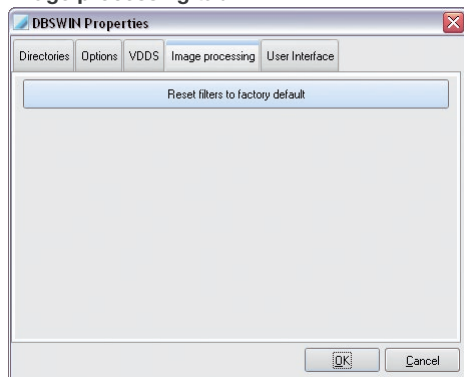 DBSWIN Properties
Directories Options VDDS Image processing User Interface
Reset filters to factory default
OK Cancel